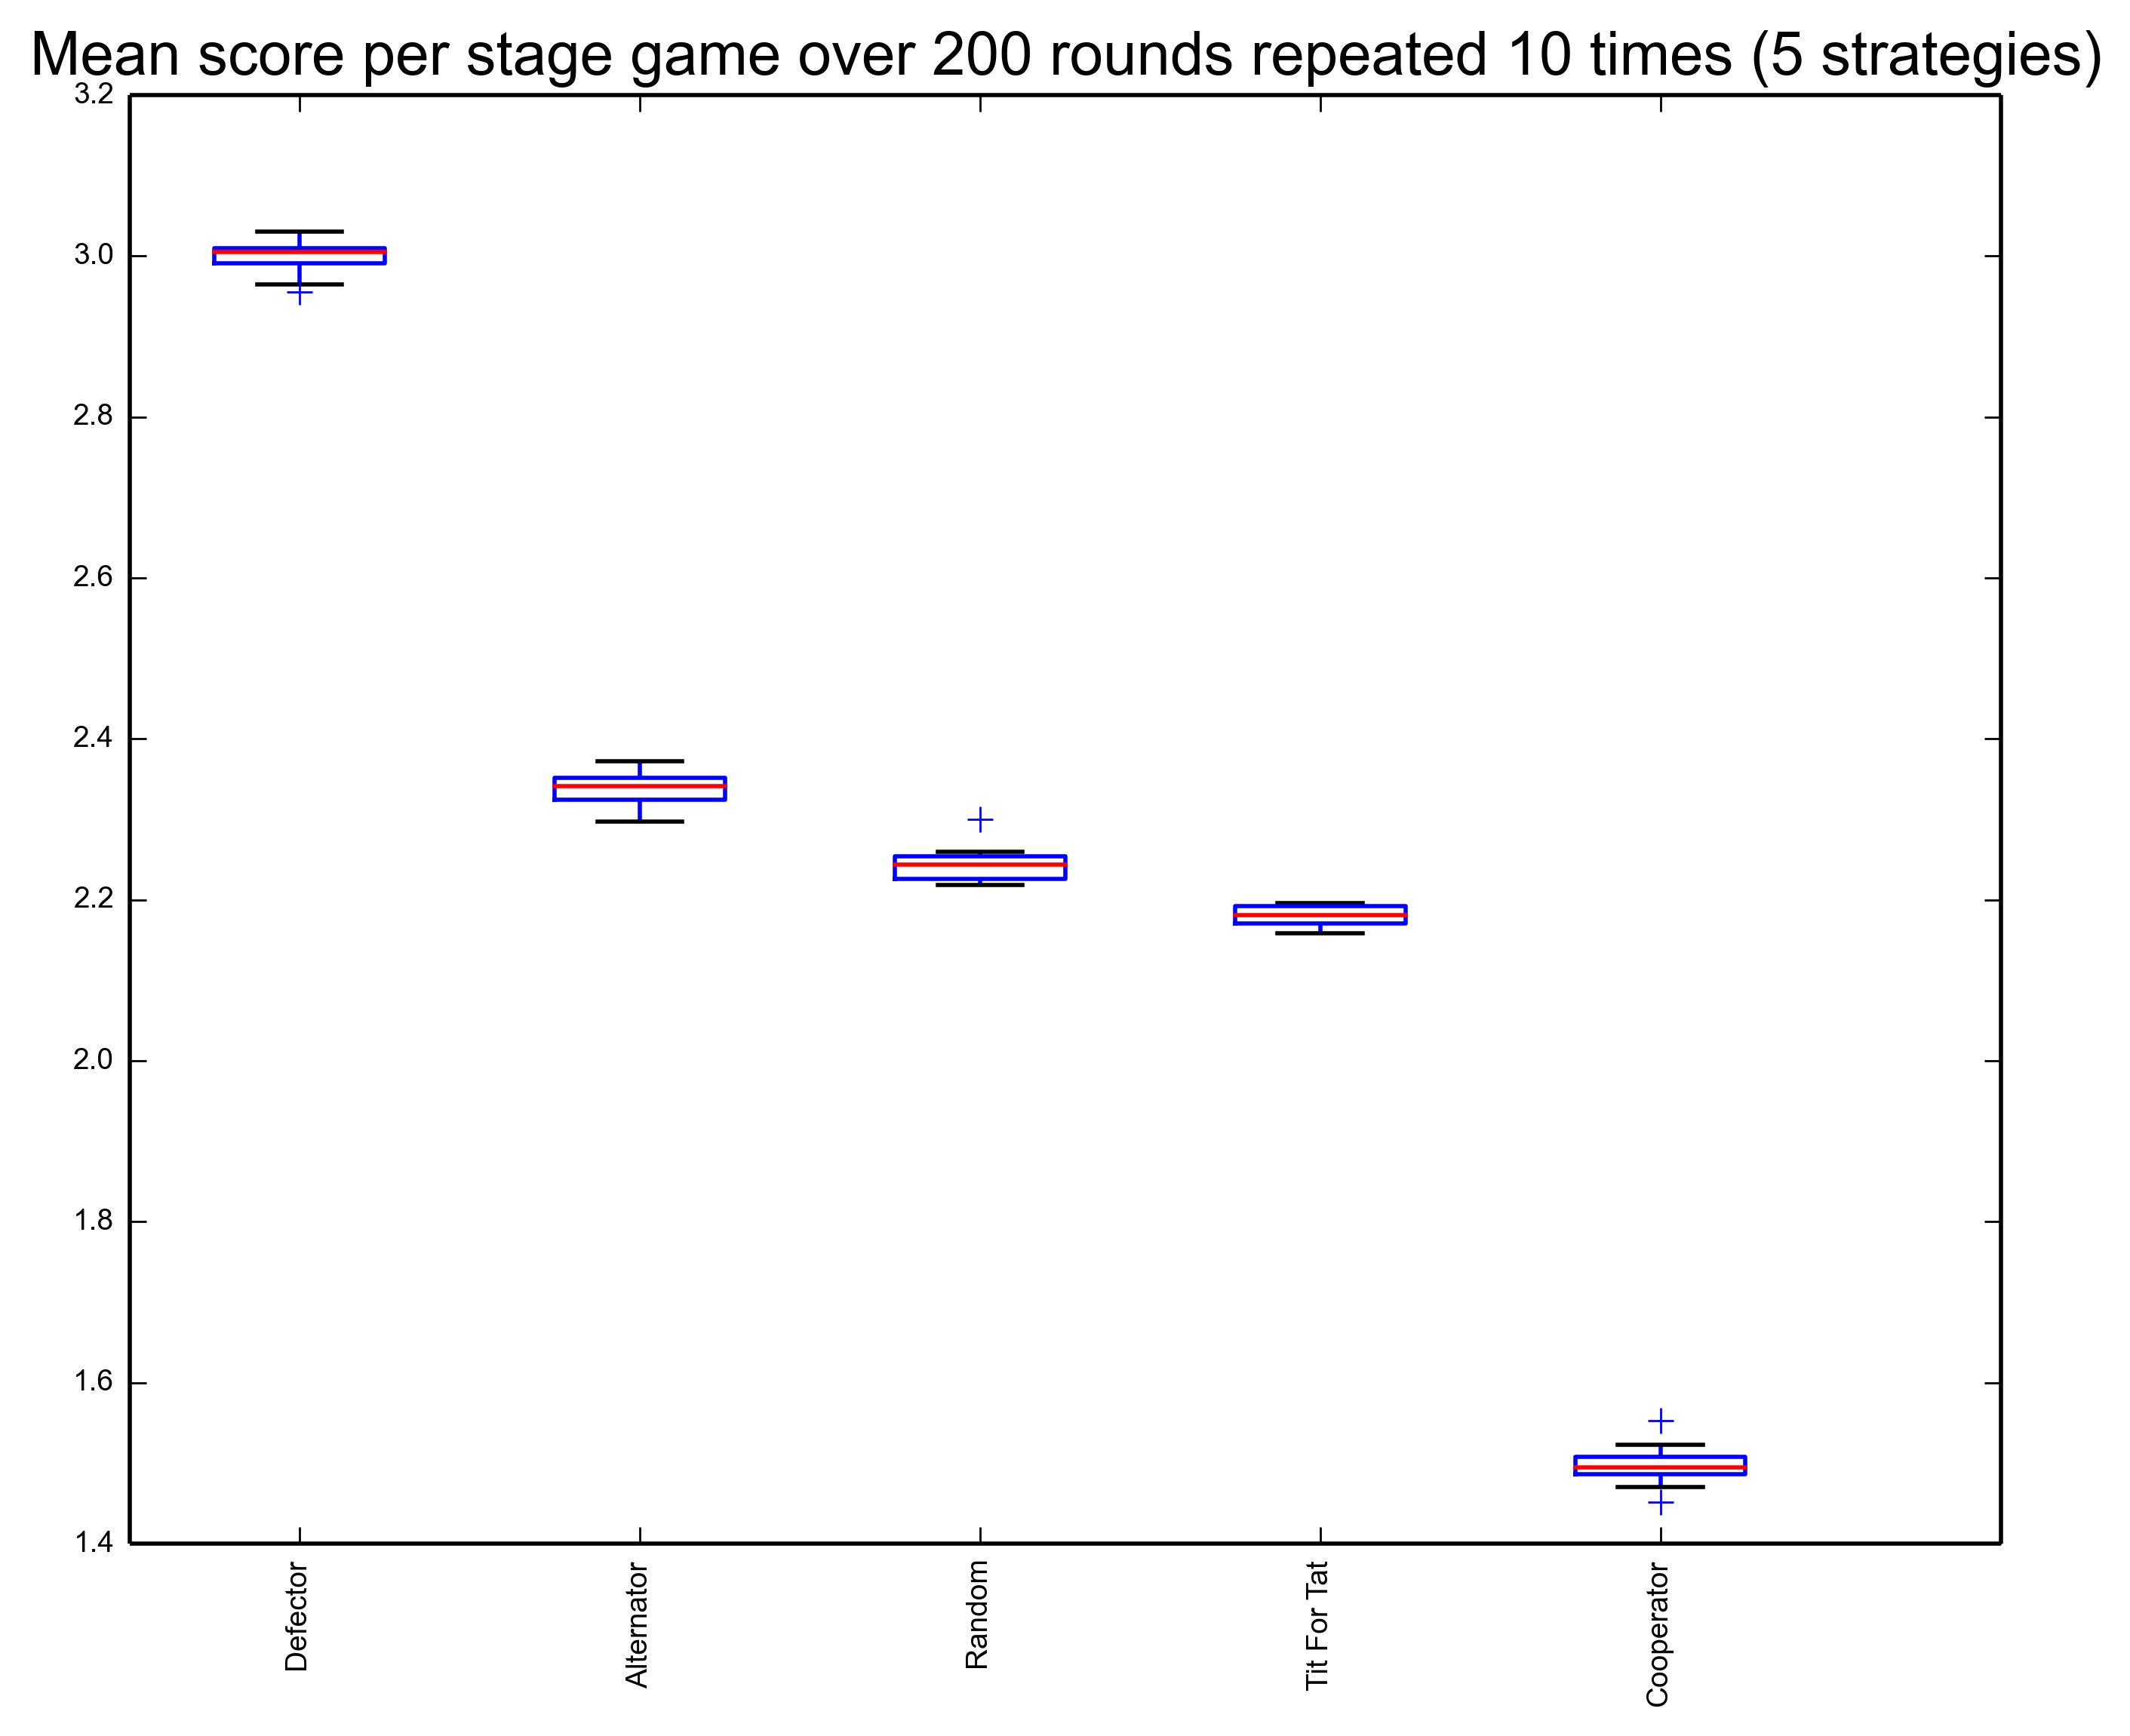 Mean score per stage game over 200 rounds repeated 10 times (5 strategies)
3.2
3.0
2.8
2.6
2.4
2.2
2.0
1.8
1.6
1.4
Defector
Alternator
Random
Tit For Tat
Cooperator